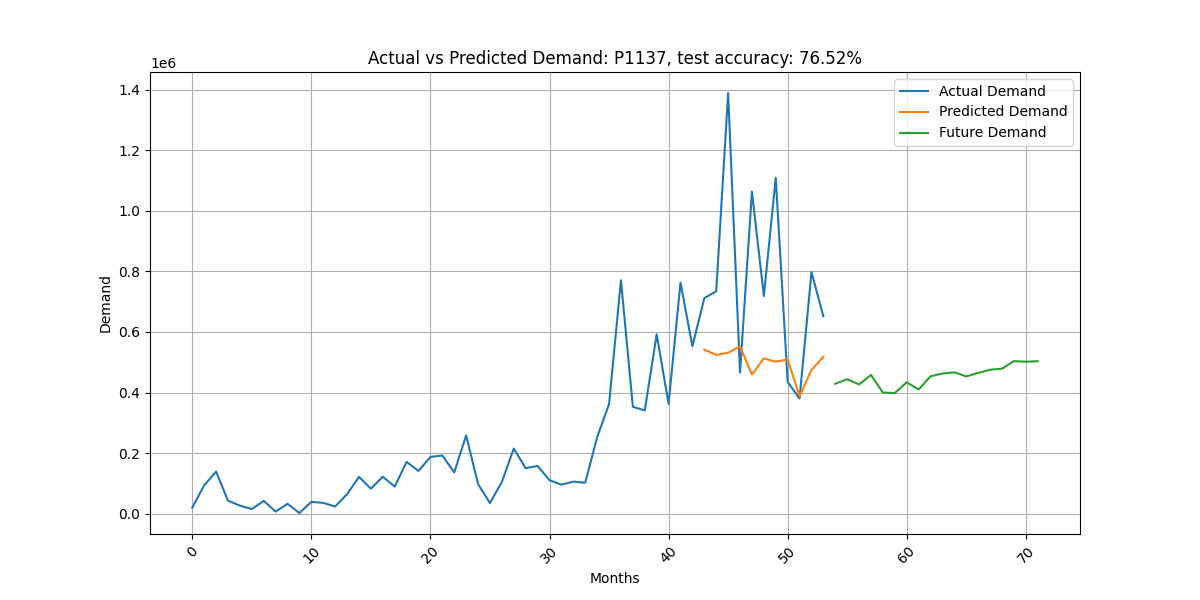 Actual vs Predicted Demand: P1137, test accuracy: 76.52%
1e6
Actual Demand
Predicted Demand
Future Demand
1.4
1.2
1.0
0.8
0.6
0.4
0.2
0.0
Demand
0 10 20 30 40 50 60 70
Months